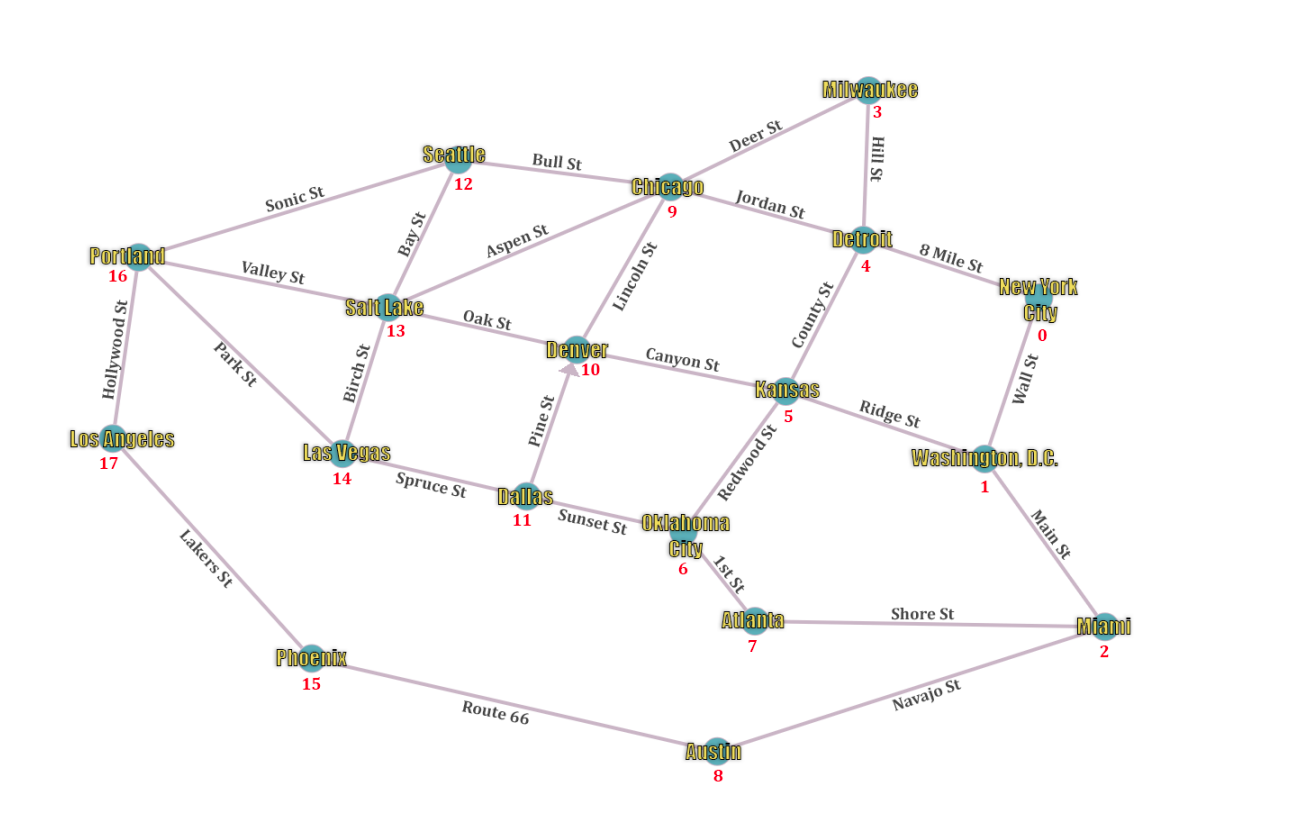 Milwaukee
3
Deer St
Hill St
Seattle
12
Bull St
Chicago
9
Jordan St
Sonic St
Bay St
Aspen St
Lincoln St
Detroit
4
8 Mile St
New York
City
0
Portland
16
Valley St
Salt Lake
13
Oak St
Denver
10
Canyon St
County St
Kansas
5
Wall St
Hollywood St
Park St
Birch St
Pine St
Ridge St
Redwood St
Los Angeles
17
Las Vegas
14
Spruce St
Dallas
11
Sunset St
Oklahoma
City
6
Washington, D.C.
1
Main St
1st St
Lakers St
Atlanta
7
Shore St
Miami
2
Phoenix
15
Route 66
Navajo St
Austin
8